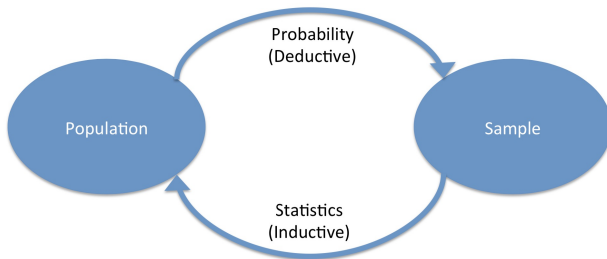 Probability
(Deductive)
Population
Sample
Statistics
(Inductive)